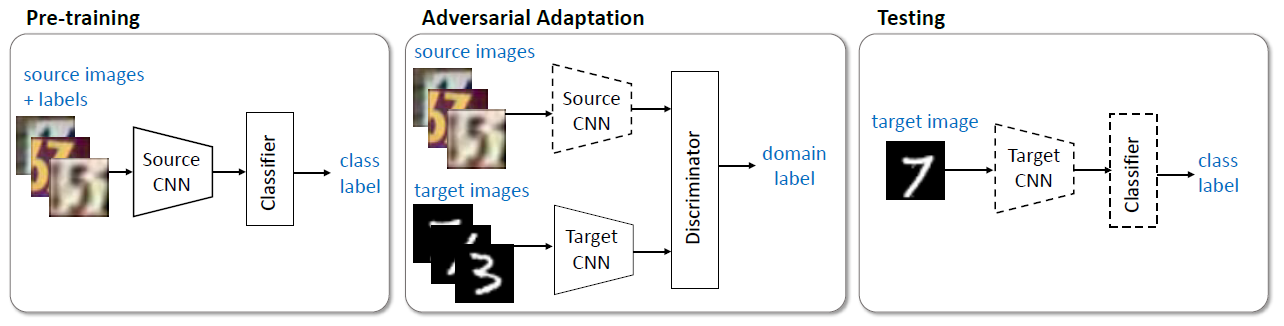 Pre-training
source images
+ labels
Source
CNN
Classifier
class
label
Adversarial Adaptation
source images
Source
CNN
target images
Target
CNN
Discriminator
domain
label
Testing
target image
7
Target
CNN
Classifier
class
label